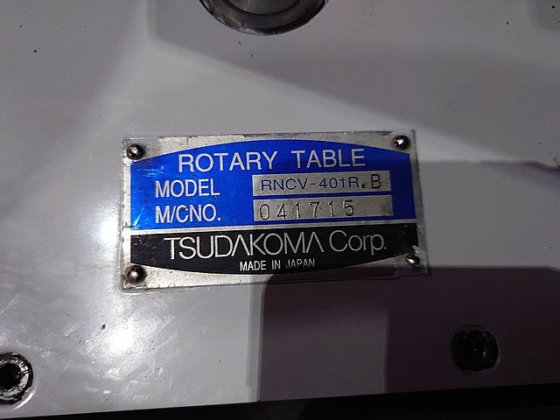 ROTARY TABLE
MODEL RNCV-401R.B
M/CNO. 041715
TSUDAKOMA Corp.
MADE IN JAPAN